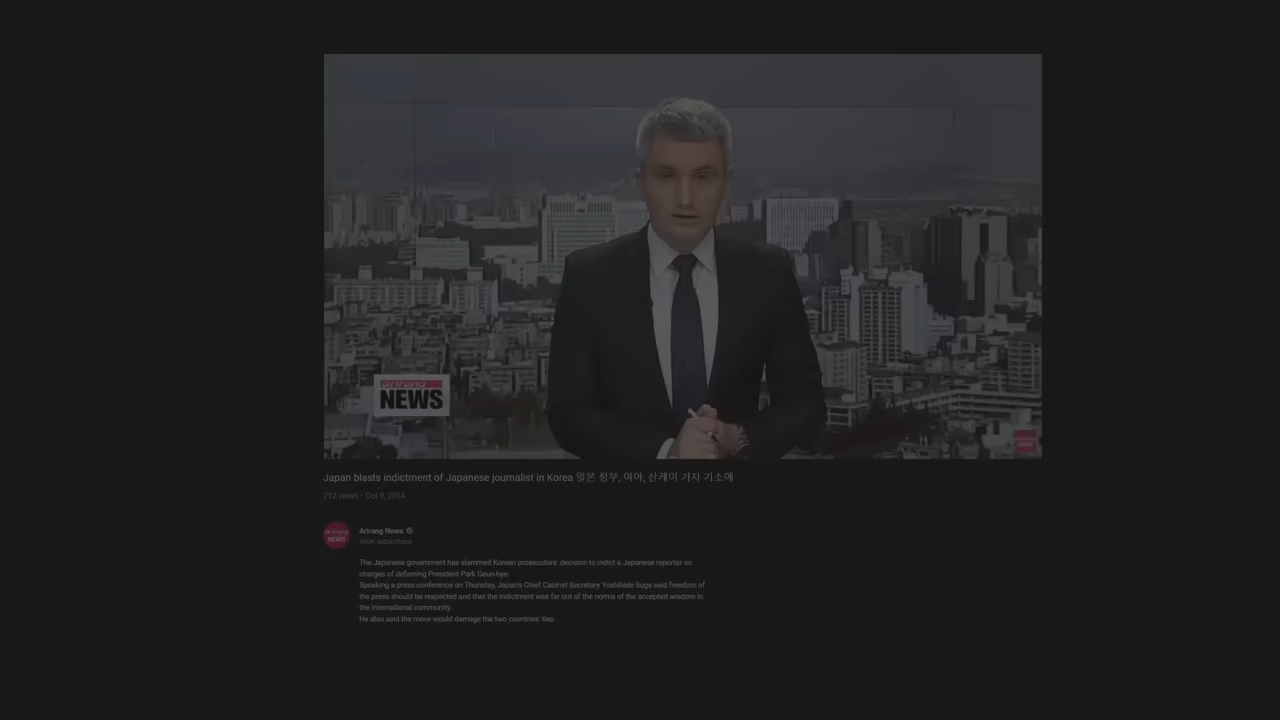 arirang
NEWS
Japan blasts indictment of Japanese journalist in Korea 일본 정부, 여야, 산케이 기자 기소에
212 views • Oct 9, 2014
Arirang News
500K subscribers
The Japanese government has slammed Korean prosecutors' decision to indict a Japanese reporter on
charges of defaming President Park Geun-hye.
Speaking a press conference on Thursday, Japan's Chief Cabinet Secretary Yoshihide Suga said freedom of
the press should be respected and that the indictment was far out of the norms of the accepted wisdom in
the international community.
He also said the move would damage the two countries' ties.